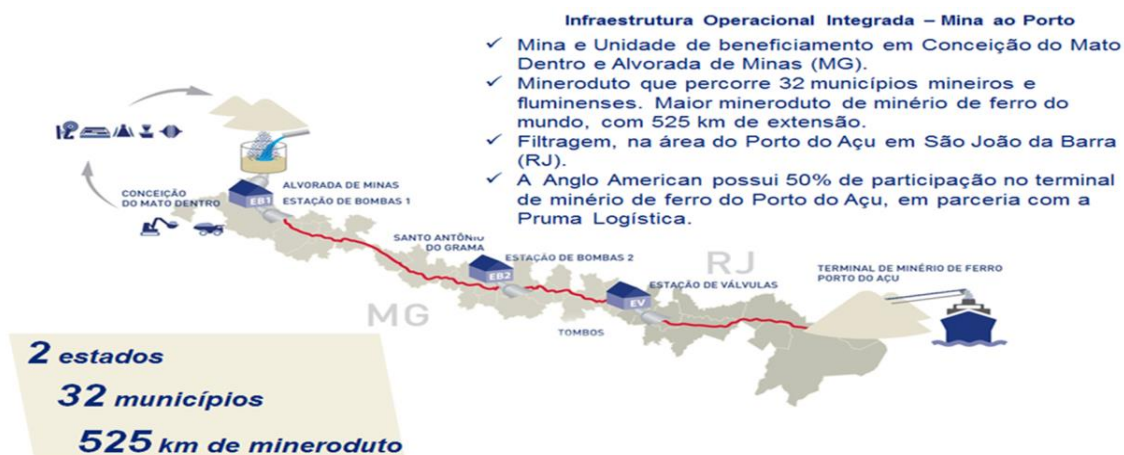 Infraestrutura Operacional Integrada – Mina ao Porto
✓ Mina e Unidade de beneficiamento em Conceição do Mato
Dentro e Alvorada de Minas (MG).
✓ Mineroduto que percorre 32 municípios mineiros e
fluminenses. Maior mineroduto de minério de ferro do
mundo, com 525 km de extensão.
✓ Filtragem, na área do Porto do Açu em São João da Barra
(RJ).
✓ A Anglo American possui 50% de participação no terminal
de minério de ferro do Porto do Açu, em parceria com a
Pruma Logística.
CONCEIÇÃO
DO MATO DENTRO
EB1
ALVORADA DE MINAS
ESTAÇÃO DE BOMBAS 1
SANTO ANTÔNIO
DO GRAMA
EB2
ESTAÇÃO DE BOMBAS 2
MG
RJ
EV
ESTAÇÃO DE VÁLVULAS
TOMBOS
TERMINAL DE MINÉRIO DE FERRO
PORTO DO AÇU
2 estados
32 municípios
525 km de mineroduto